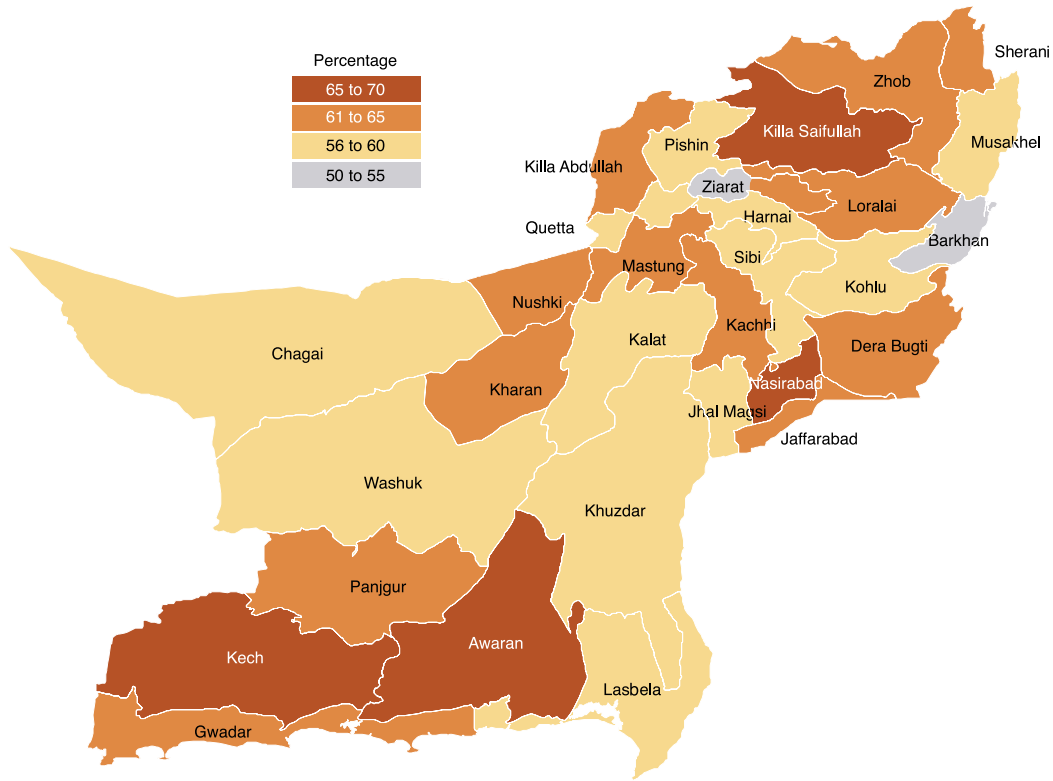 Percentage
65 to 70
61 to 65
56 to 60
50 to 55
Sherani
Zhob
Killa Saifullah
Musakhel
Pishin
Killa Abdullah
Ziarat
Loralai
Harnai
Quetta
Barkhan
Sibi
Mastung
Kohlu
Nushki
Kachhi
Kalat
Dera Bugti
Chagai
Nasirabad
Kharan
Jhal Magsi
Jaffarabad
Washuk
Khuzdar
Panjgur
Awaran
Kech
Lasbela
Gwadar